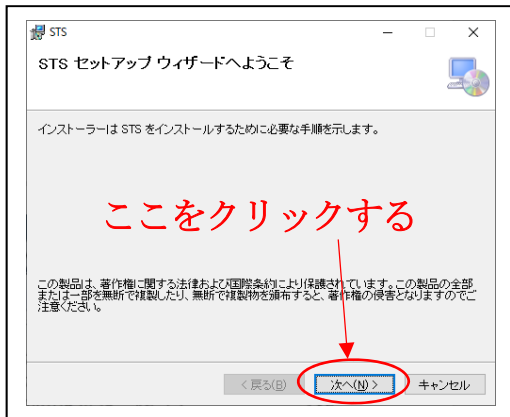 STS
STS セットアップ ウィザードへようこそ
インストーラーは STS をインストールするために必要な手順を示します。
ここをクリックする
この製品は、著作権に関する法律および国際条約により保護されています。この製品の全部
または一部を無断で複製したり、無断で複製物を頒布すると、著作権の侵害となりますのでご
注意ください。
< 戻る(B) 次へ(N) > キャンセル